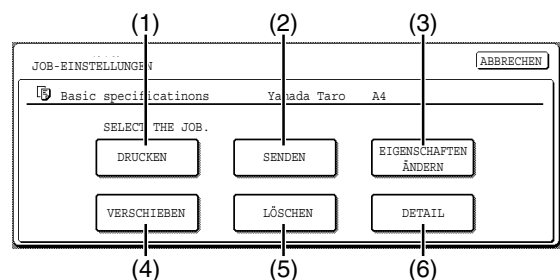 (1) (2) (3)
JOB-EINSTELLUNGEN ABBRECHEN
Basic specificatinons Yamada Taro A4
SELECT THE JOB.
DRUCKEN SENDEN EIGENSCHAFTEN
ÄNDERN
VERSCHIEBEN LÖSCHEN DETAIL
(4) (5) (6)